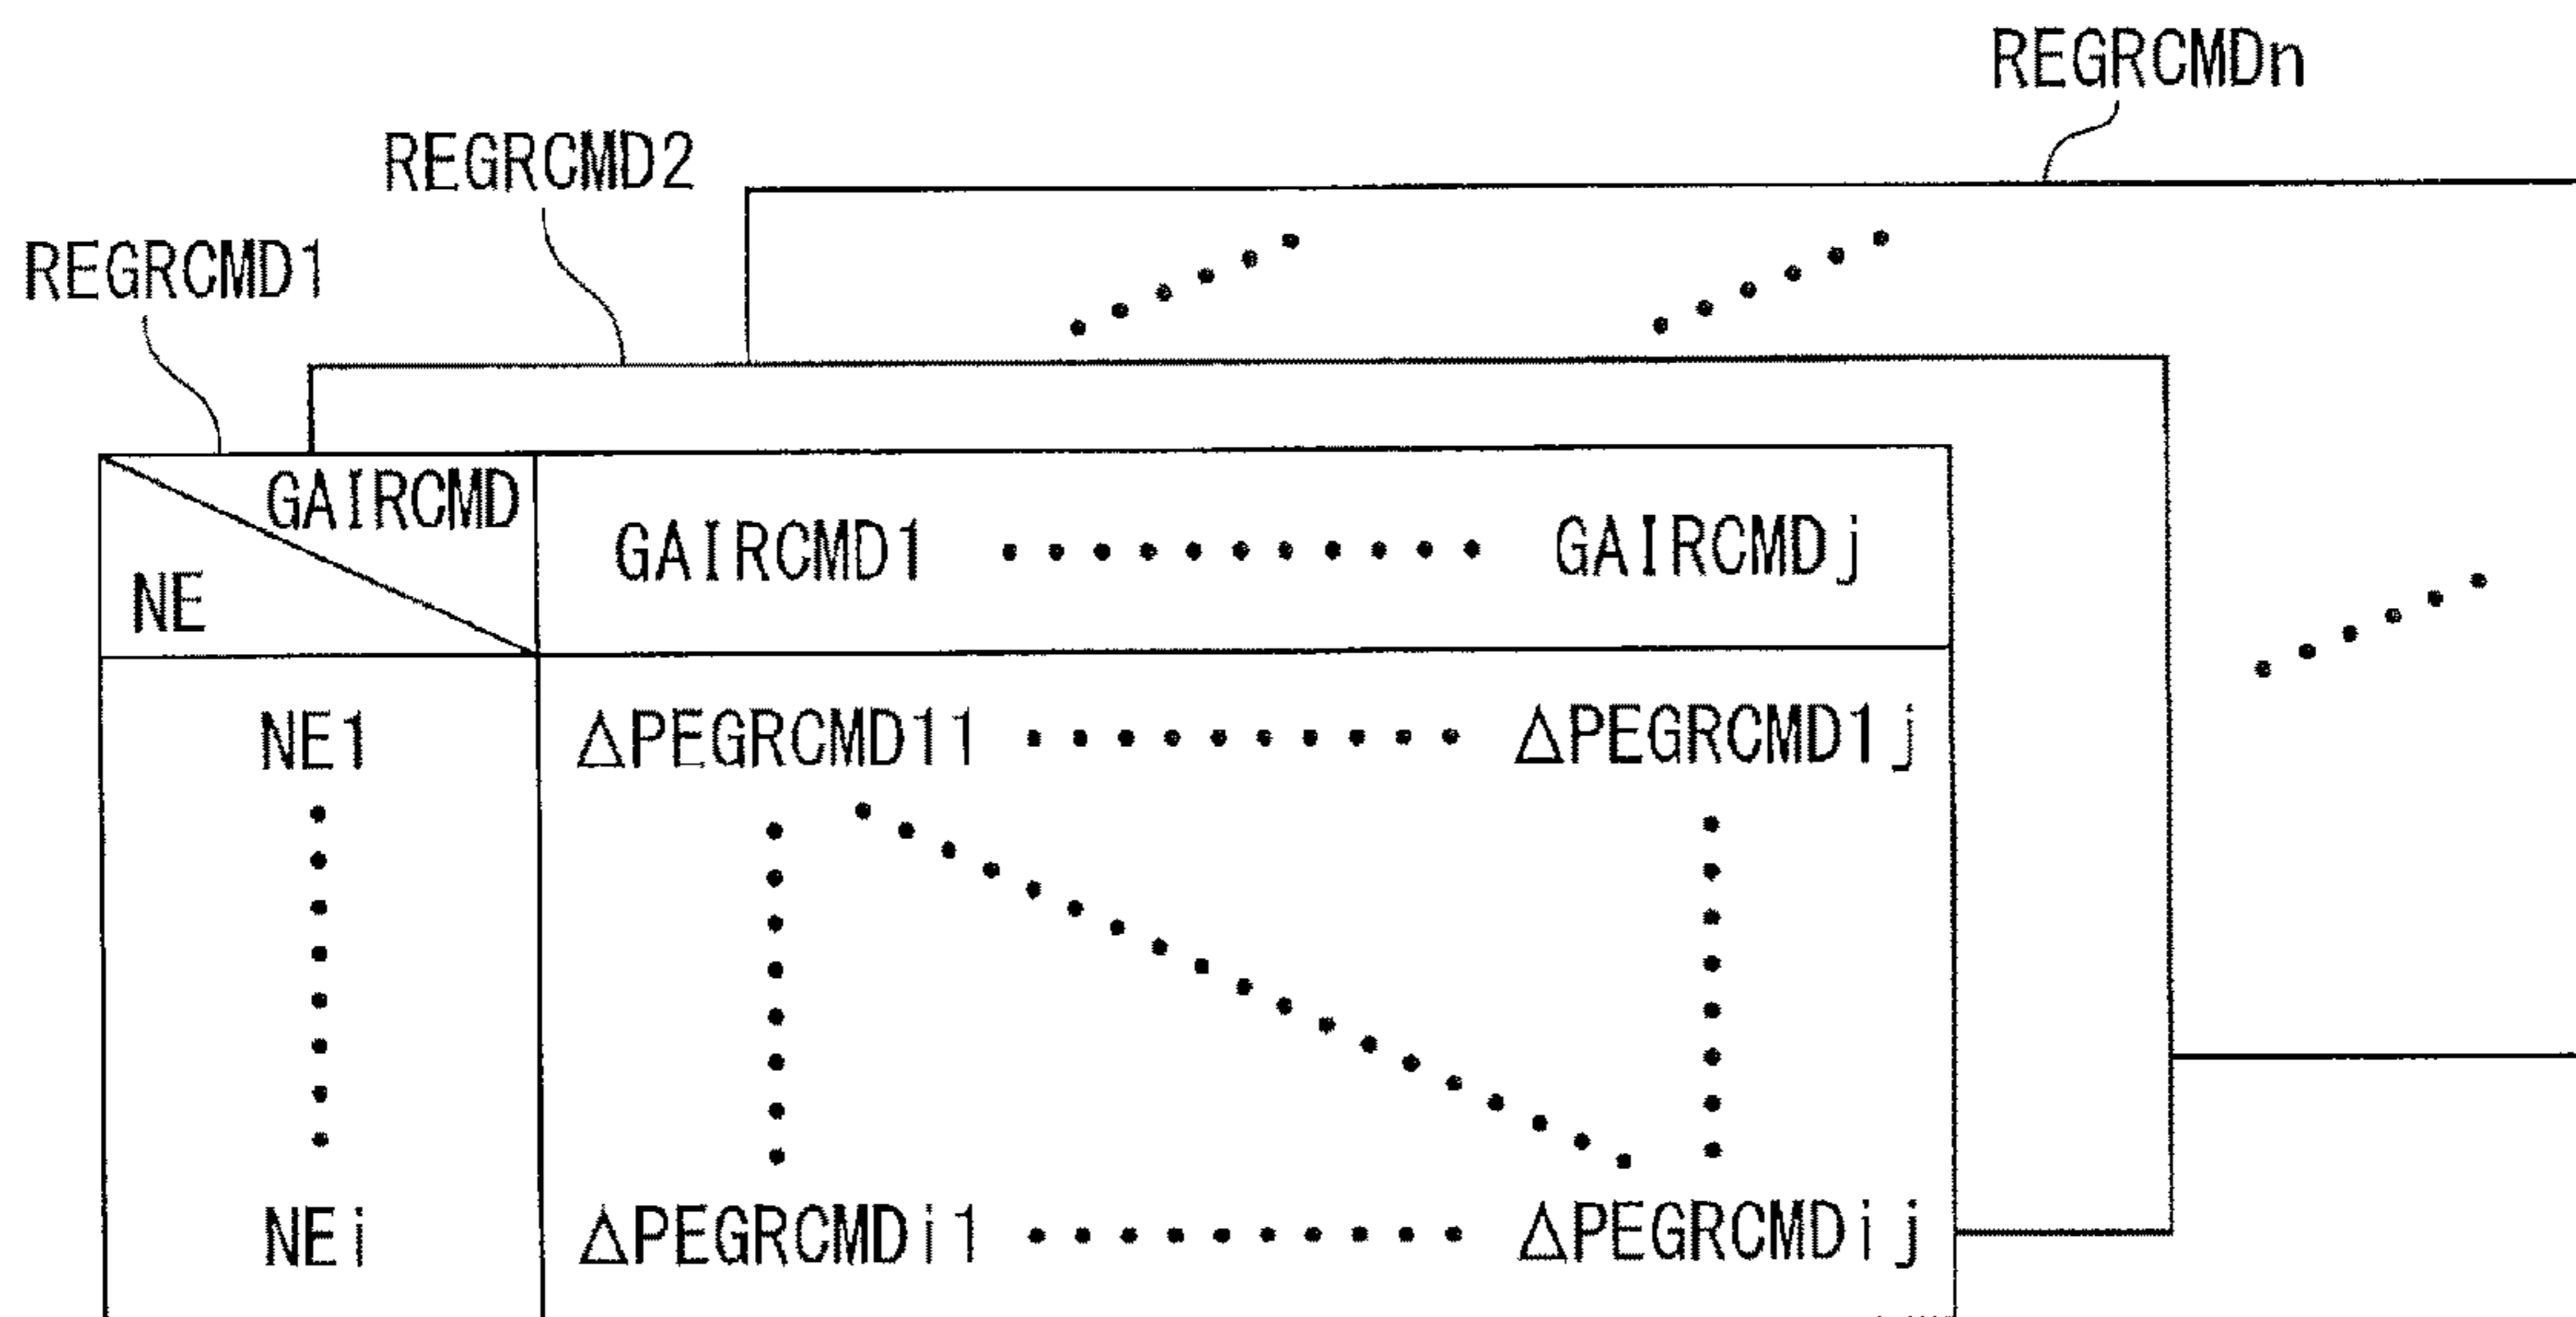 REGRCMDn
REGRCMD2
REGRCMD1
GAIRCMD
NE
GAIRCMD1 GAIRCMDj
NE1 ΔPEGRCMD11 ΔPEGRCMD1j
NEi ΔPEGRCMDi1 ΔPEGRCMDij